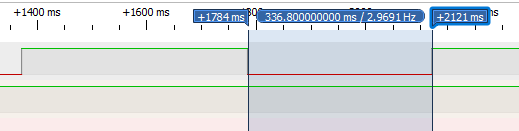 +1400 ms +1600 ms +1784 ms 336.800000000 ms / 2.9691 Hz +2121 ms